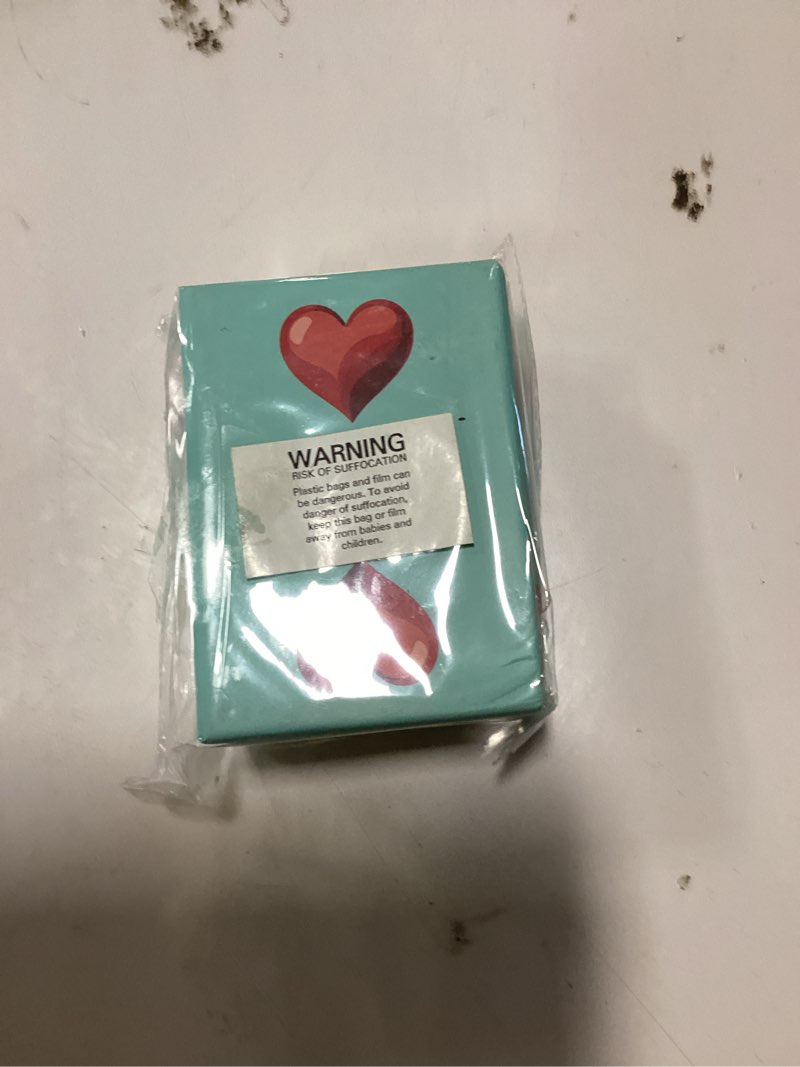 WARNING
RISK OF SUFFOCATION
Plastic bags and film can
be dangerous. To avoid
danger of suffocation,
keep this bag or film
away from babies and
children.